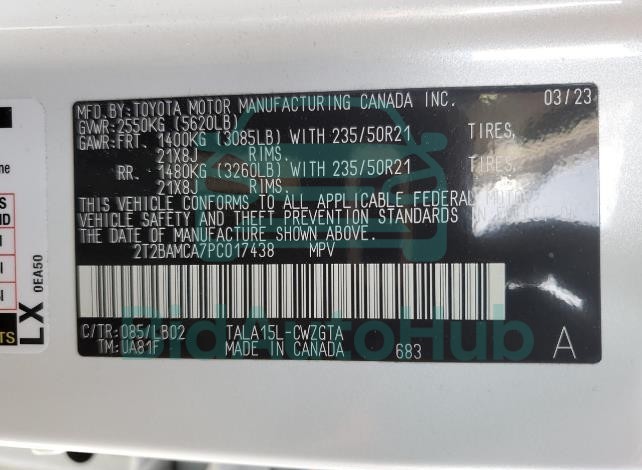 MFD.BY:TOYOTA MOTOR MANUFACTURING CANADA INC. 03/23
GVWR:2550KG (5620LB)
GAWR:FRT. 1400KG (3085LB) WITH 235/50R21 TIRES,
21X8J RIMS.
RR. 1480KG (3260LB) WITH 235/50R21 TIRES,
21X8J RIMS.
THIS VEHICLE CONFORMS TO ALL APPLICABLE FEDERAL MOTOR
VEHICLE SAFETY AND THEFT PREVENTION STANDARDS IN EFFECT ON
THE DATE OF MANUFACTURE SHOWN ABOVE.
2T2BAMCA7PC017438 MPV
C/TR:085/LB02 TALA15L-CWZGTA
TM:UA81F MADE IN CANADA 683 A
BidAutoHub
LX
0EA50